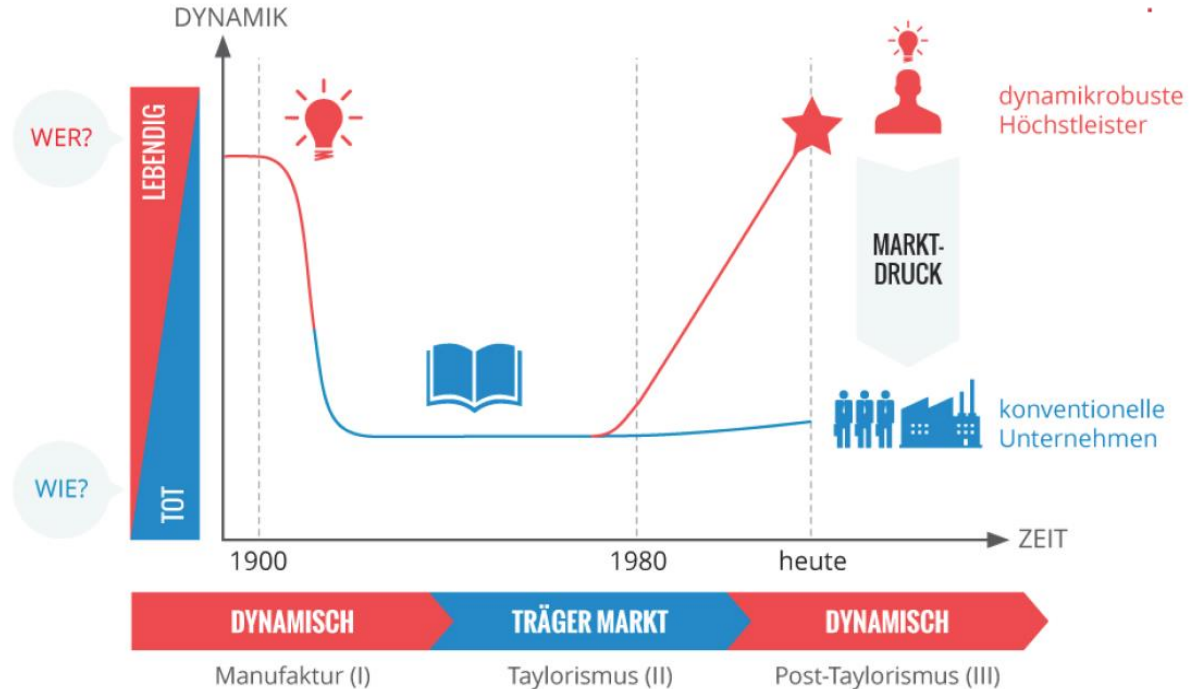 DYNAMIK
WER?
LEBENDIG
dynamikrobuste
Höchstleister
MARKT-
DRUCK
konventionelle
Unternehmen
WIE?
TOT
ZEIT
1900
1980
heute
DYNAMISCH
TRÄGER MARKT
DYNAMISCH
Manufaktur (I)
Taylorismus (II)
Post-Taylorismus (III)